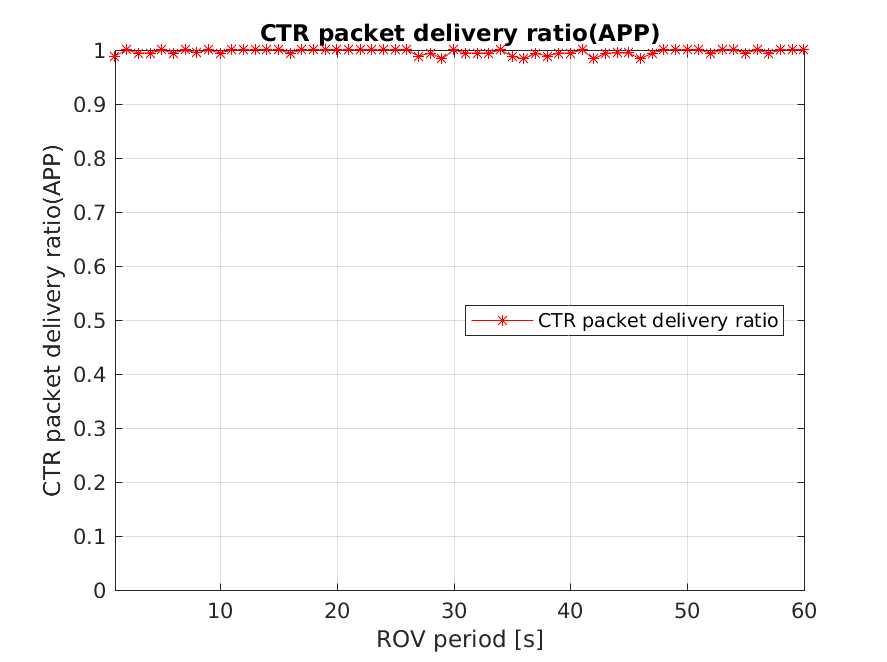 CTR packet delivery ratio(APP)
1
0.9
0.8
0.7
0.6
0.5
0.4
0.3
0.2
0.1
0
CTR packet delivery ratio(APP)
CTR packet delivery ratio
10 20 30 40 50 60
ROV period [s]